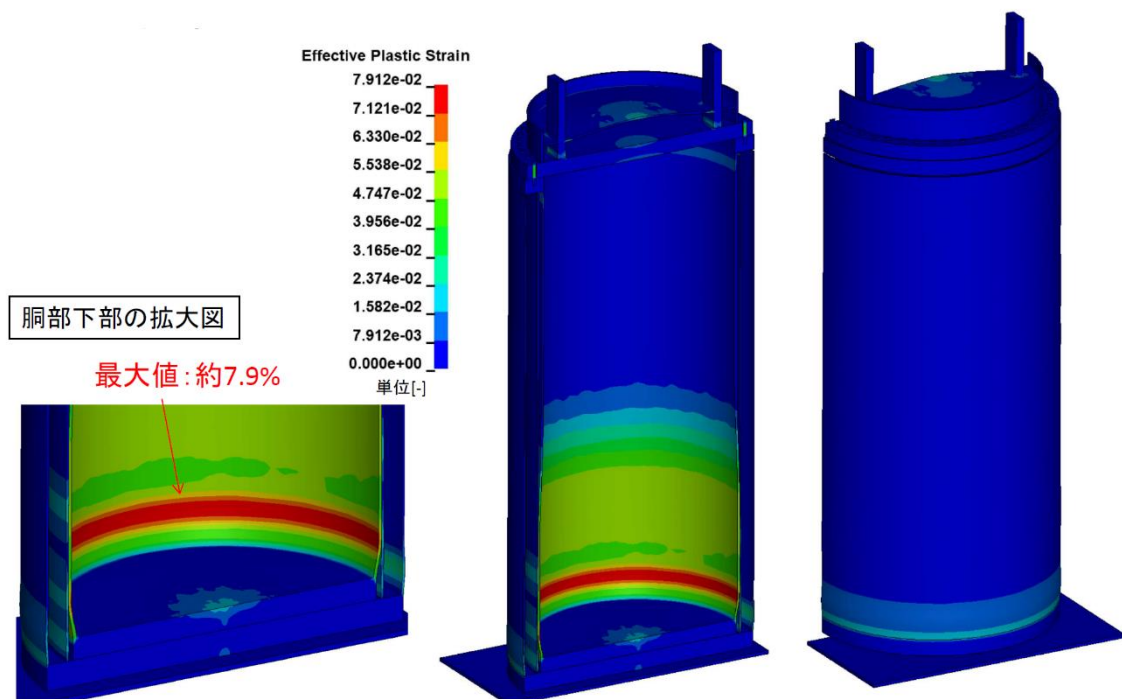 Effective Plastic Strain
7.912e-02
7.121e-02
6.330e-02
5.538e-02
4.747e-02
3.956e-02
3.165e-02
2.374e-02
1.582e-02
7.912e-03
0.000e+00
単位[-]
胴部下部の拡大図
最大値：約7.9%